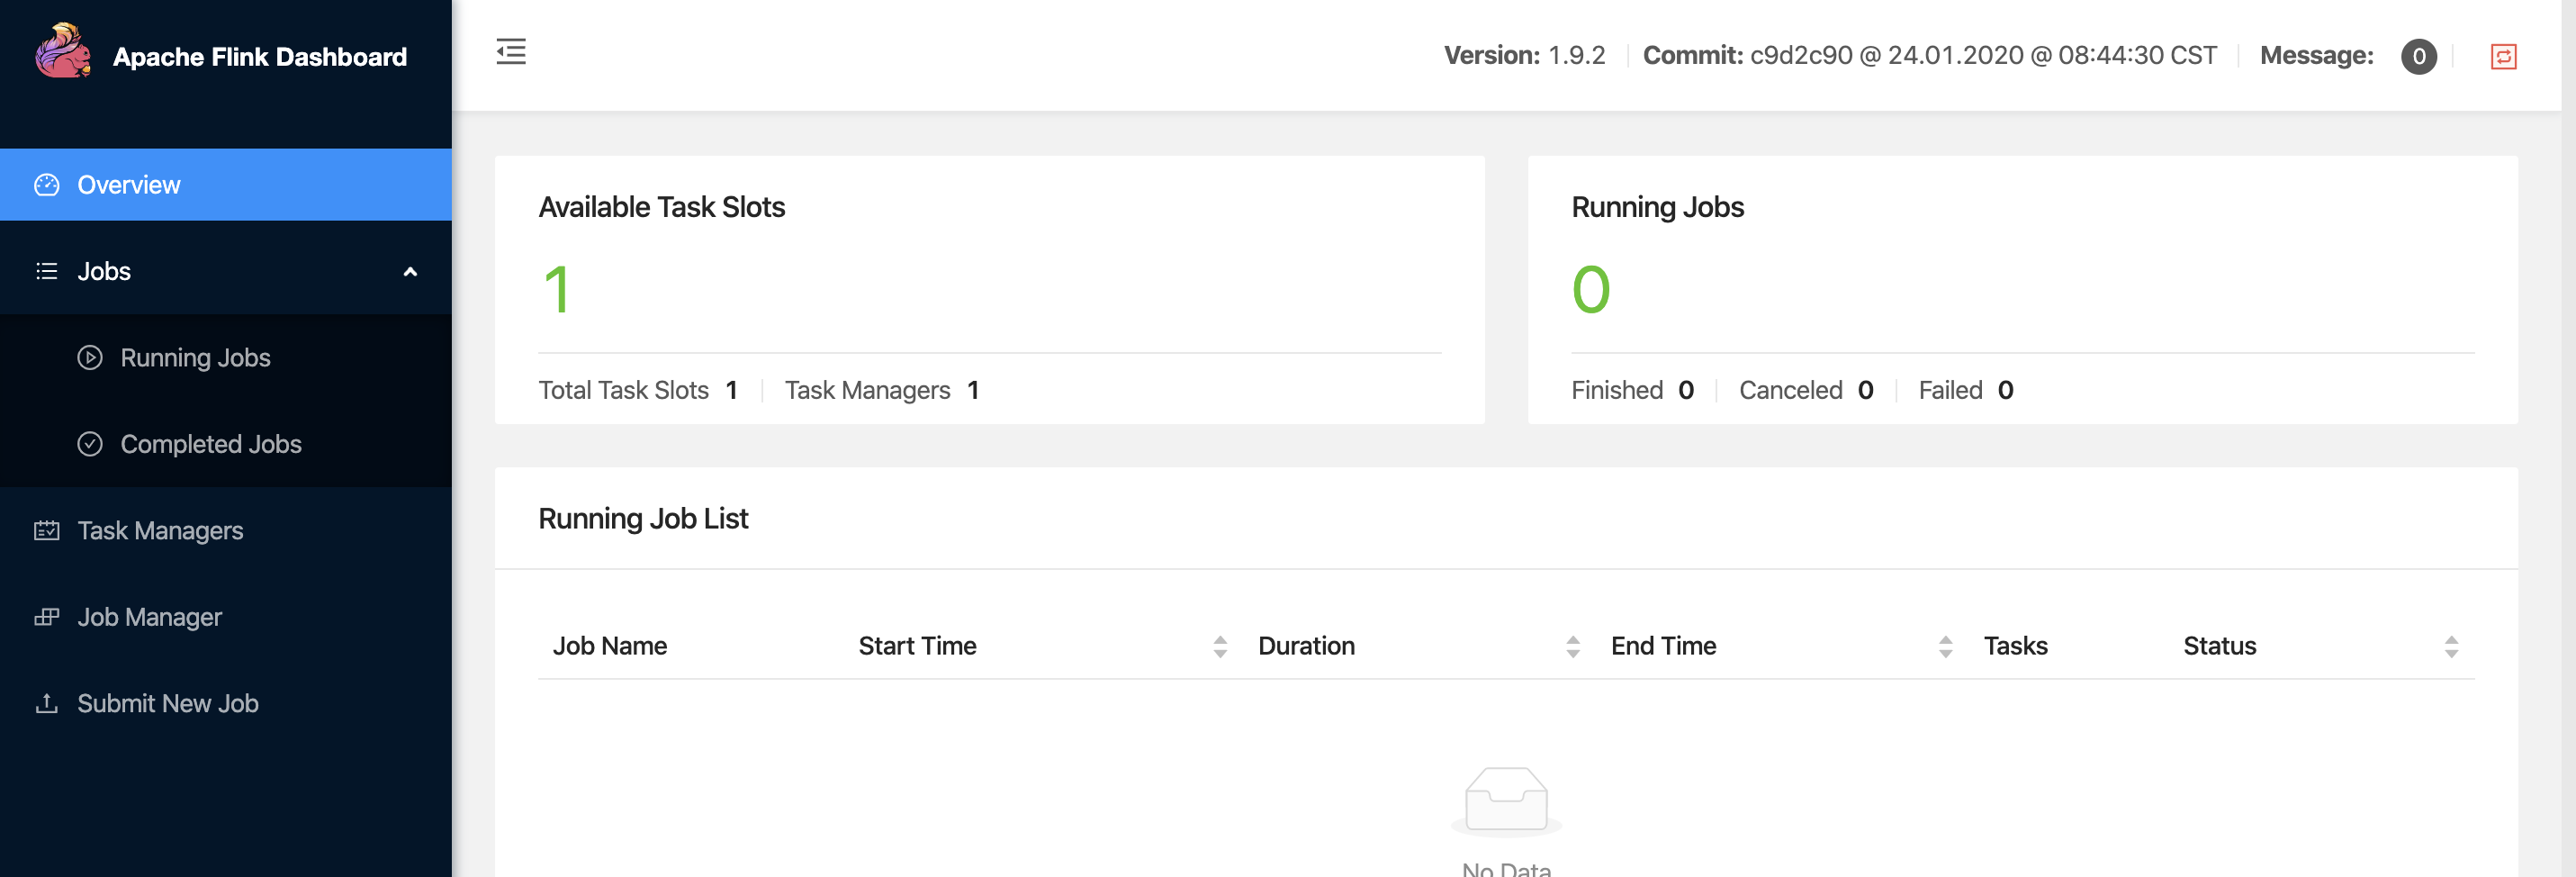 Apache Flink Dashboard
Version: 1.9.2 Commit: c9d2c90 @ 24.01.2020 @ 08:44:30 CST Message: 0
Overview
Jobs
Running Jobs
Completed Jobs
Task Managers
Job Manager
Submit New Job
Available Task Slots
1
Total Task Slots 1 Task Managers 1
Running Jobs
0
Finished 0 Canceled 0 Failed 0
Running Job List
Job Name Start Time Duration End Time Tasks Status
No Data